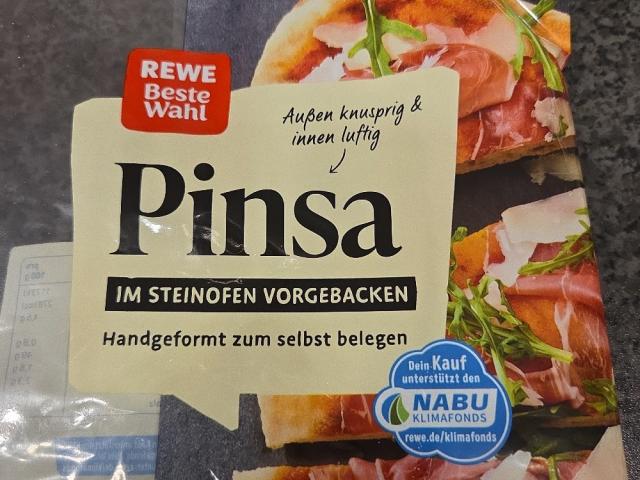 REWE
Beste
Wahl
Außen knusprig &
innen luftig
Pinsa
IM STEINOFEN VORGEBACKEN
Handgeformt zum selbst belegen
Dein Kauf
unterstützt den
NABU
KLIMAFONDS
rewe.de/klimafonds